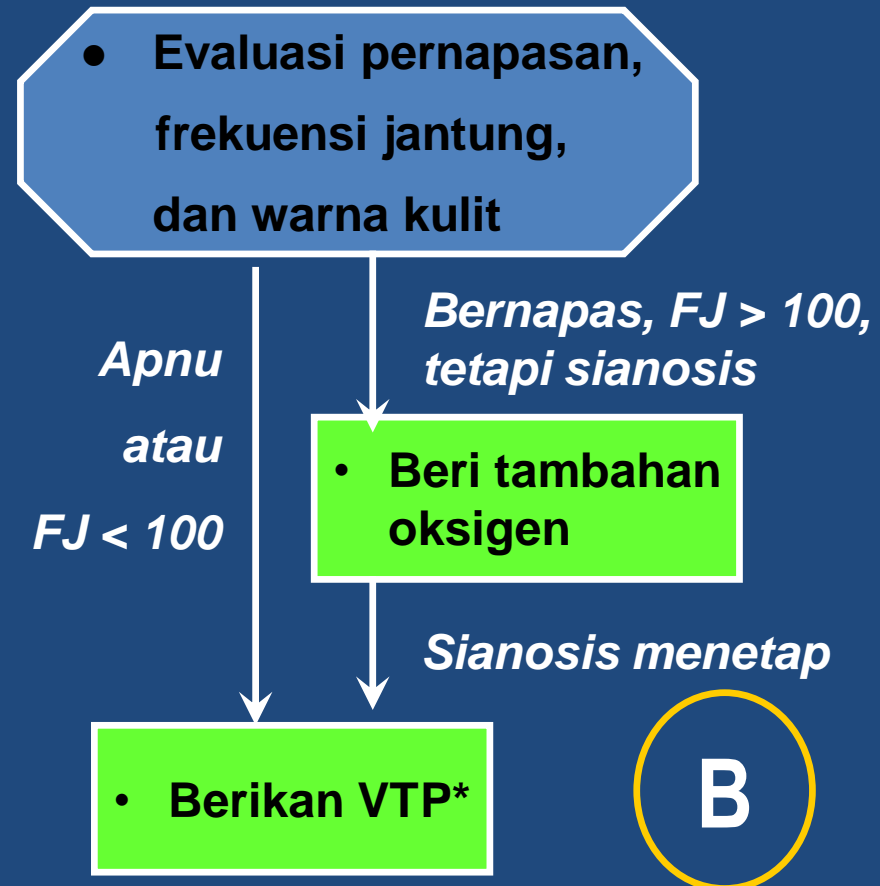 ● Evaluasi pernapasan,
frekuensi jantung,
dan warna kulit
Apnu
atau
FJ < 100
Bernapas, FJ > 100,
tetapi sianosis
• Beri tambahan
oksigen
Sianosis menetap
• Berikan VTP*
B